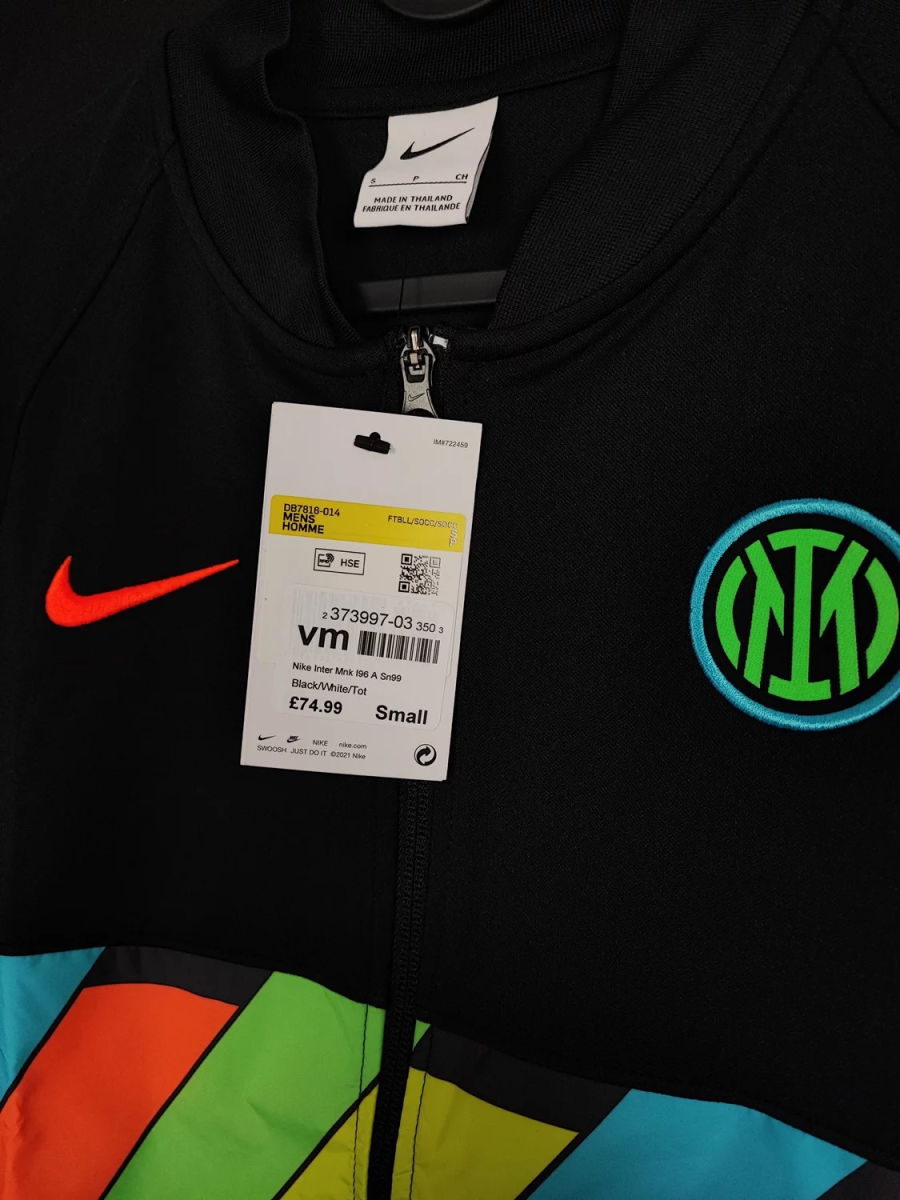 S P CH
MADE IN THAILAND
FABRIQUE EN THAILANDE
IM#722459
DB7818-014
MENS
HOMME
FTBLL/SOCC/SOCC
HSE
2 373997-03 350 3
vm
Nike Inter Mnk I96 A Sn99
Black/White/Tot
£74.99 Small
NIKE nike.com
SWOOSH JUST DO IT ©2021 Nike
IM